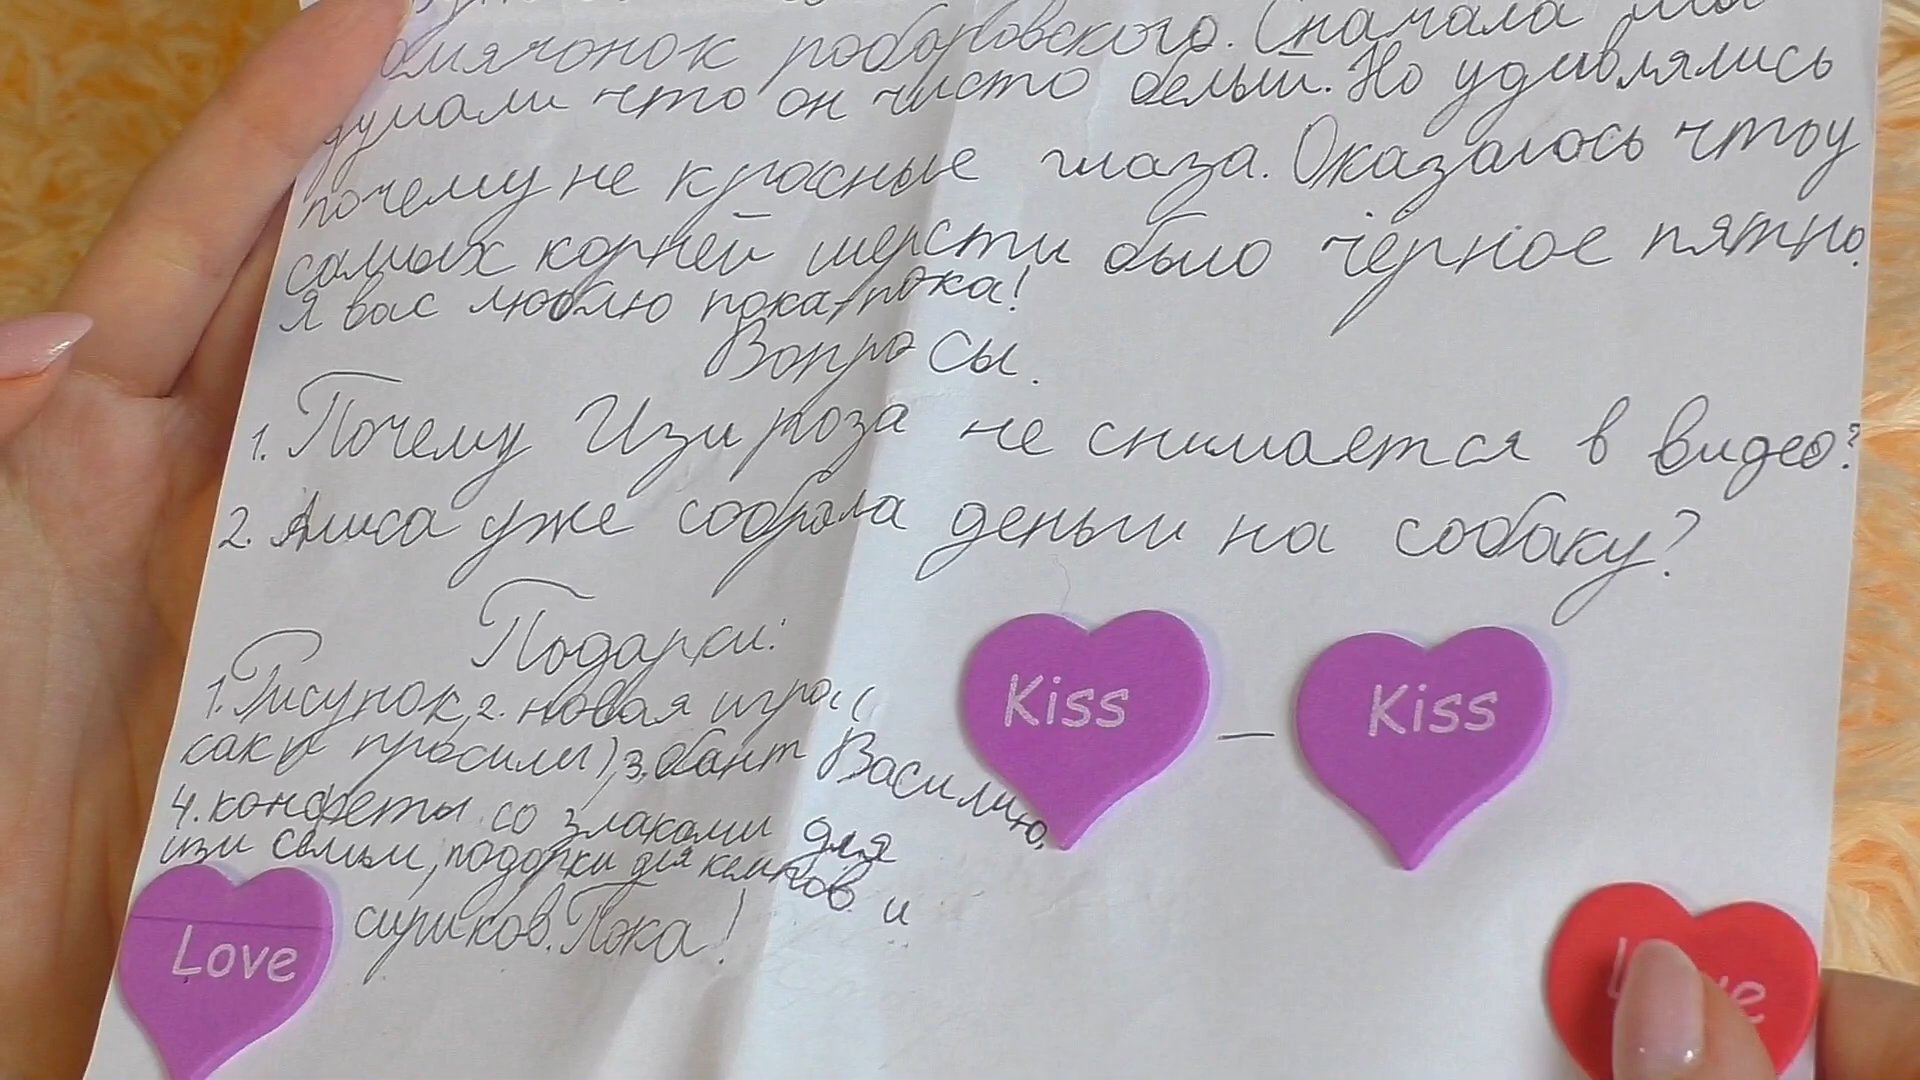 хомячонок роборовского. Сначала мы
думали что он чисто белый. Но удивлялись
почему не красные глаза. Оказалось что у
самых корней шерсти было чёрное пятно.
Я вас люблю пока, пока!
Вопросы.
1. Почему Изи роза не снимается в видео?
2. Алиса уже собрала деньги на собаку?
Подарки:
1. Рисунок, 2. новая игра (
как и просили), 3. бант Василию,
4. конфеты со злаками для
изи семьи, подарки для кемпов и
Пока!
Kiss – Kiss
Love
Love